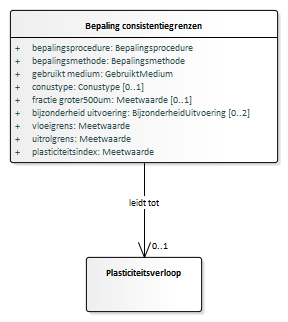 Bepaling consistentiegrenzen
+ bepalingsprocedure: Bepalingsprocedure
+ bepalingsmethode: Bepalingsmethode
+ gebruikt medium: GebruiktMedium
+ conustype: Conustype [0..1]
+ fractie groter500um: Meetwaarde [0..1]
+ bijzonderheid uitvoering: BijzonderheidUitvoering [0..2]
+ vloeigrens: Meetwaarde
+ uitrolgrens: Meetwaarde
+ plasticiteitsindex: Meetwaarde
leidt tot
0..1
Plasticiteitsverloop